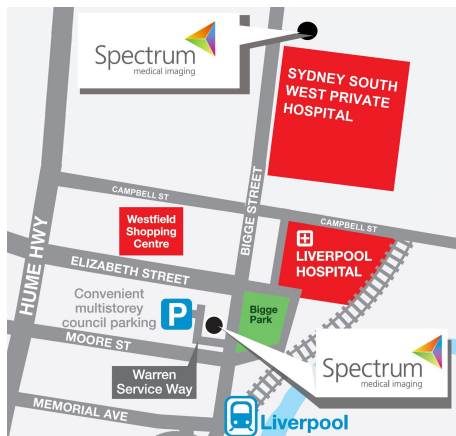 Spectrum
medical imaging
SYDNEY SOUTH
WEST PRIVATE
HOSPITAL
CAMPBELL ST
BIGGE STREET
CAMPBELL ST
Westfield
Shopping
Centre
HUME HWY
LIVERPOOL
HOSPITAL
ELIZABETH STREET
Convenient
multistorey
council parking
P
Bigge
Park
MOORE ST
Spectrum
medical imaging
Warren
Service Way
MEMORIAL AVE
Liverpool